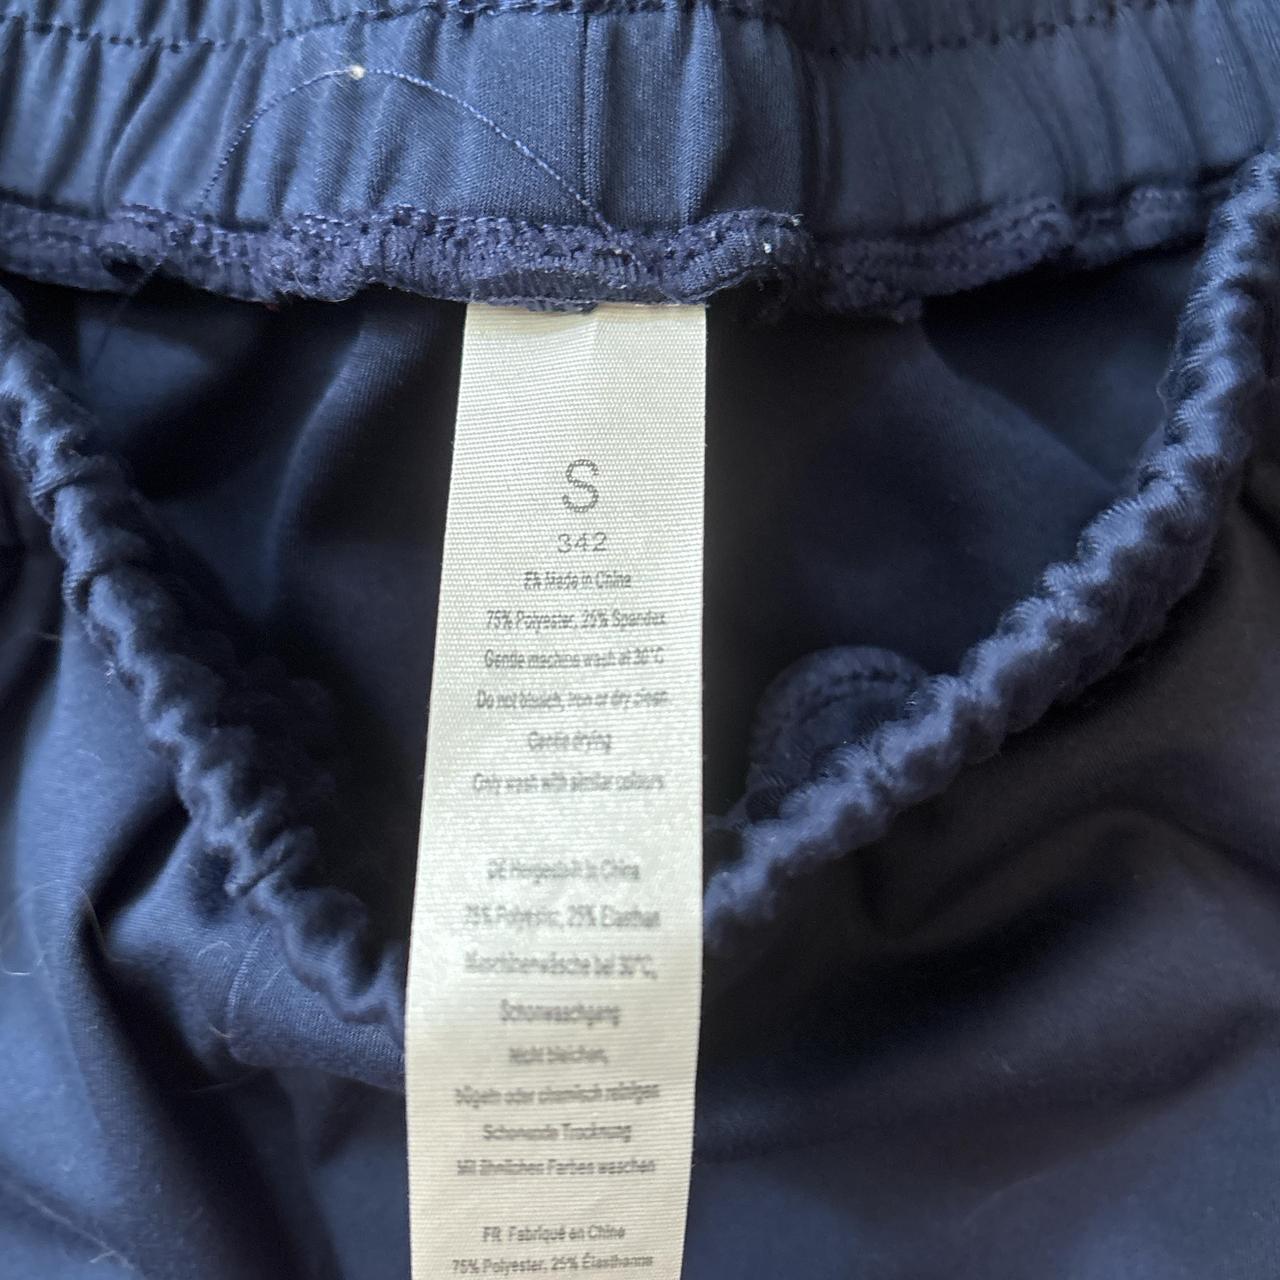 S
342
EN Made in China
75% Polyester, 25% Spandex
Gentle machine wash at 30°C
Do not bleach, iron or dry clean
Gentle drying
Only wash with similar colours
DE Hergestellt in China
75% Polyester, 25% Elasthan
Maschinenwäsche bei 30°C,
Schonwaschgang
Nicht bleichen,
bügeln oder chemisch reinigen
Schonende Trocknung
Mit ähnlichen Farben waschen
FR Fabriqué en Chine
75% Polyester, 25% Élasthanne